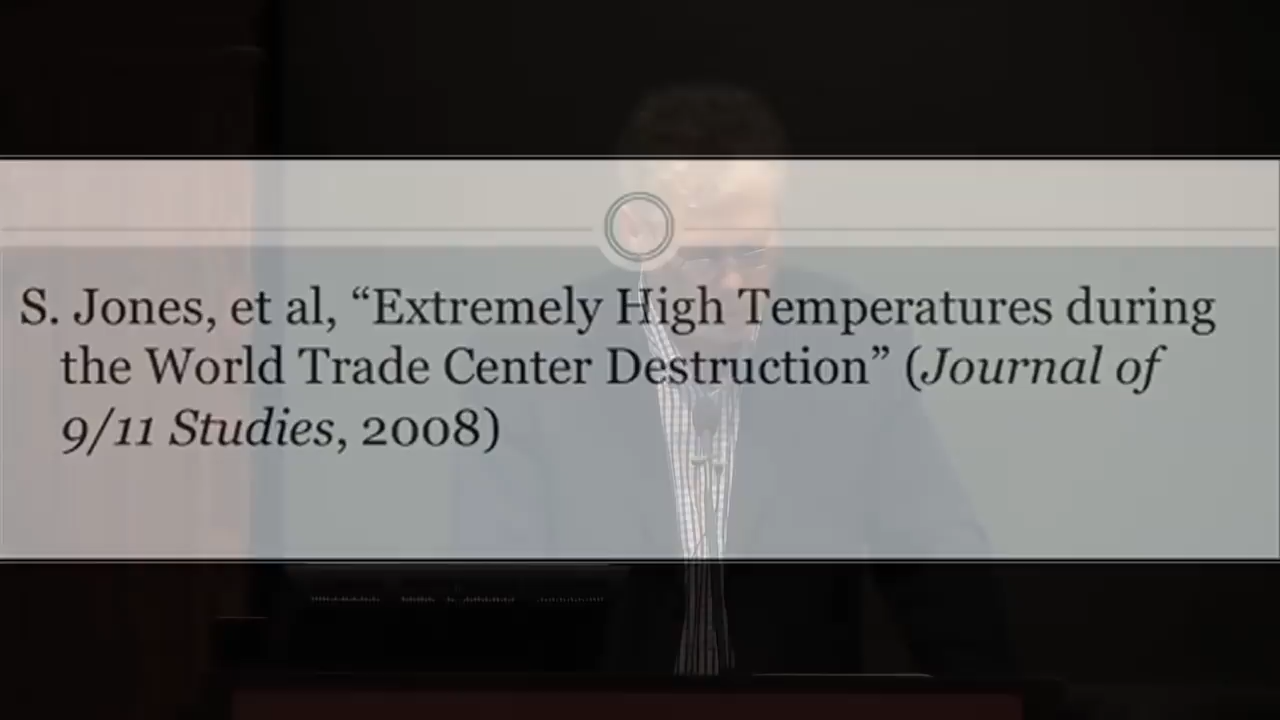 S. Jones, et al, “Extremely High Temperatures during
the World Trade Center Destruction” (Journal of
9/11 Studies, 2008)